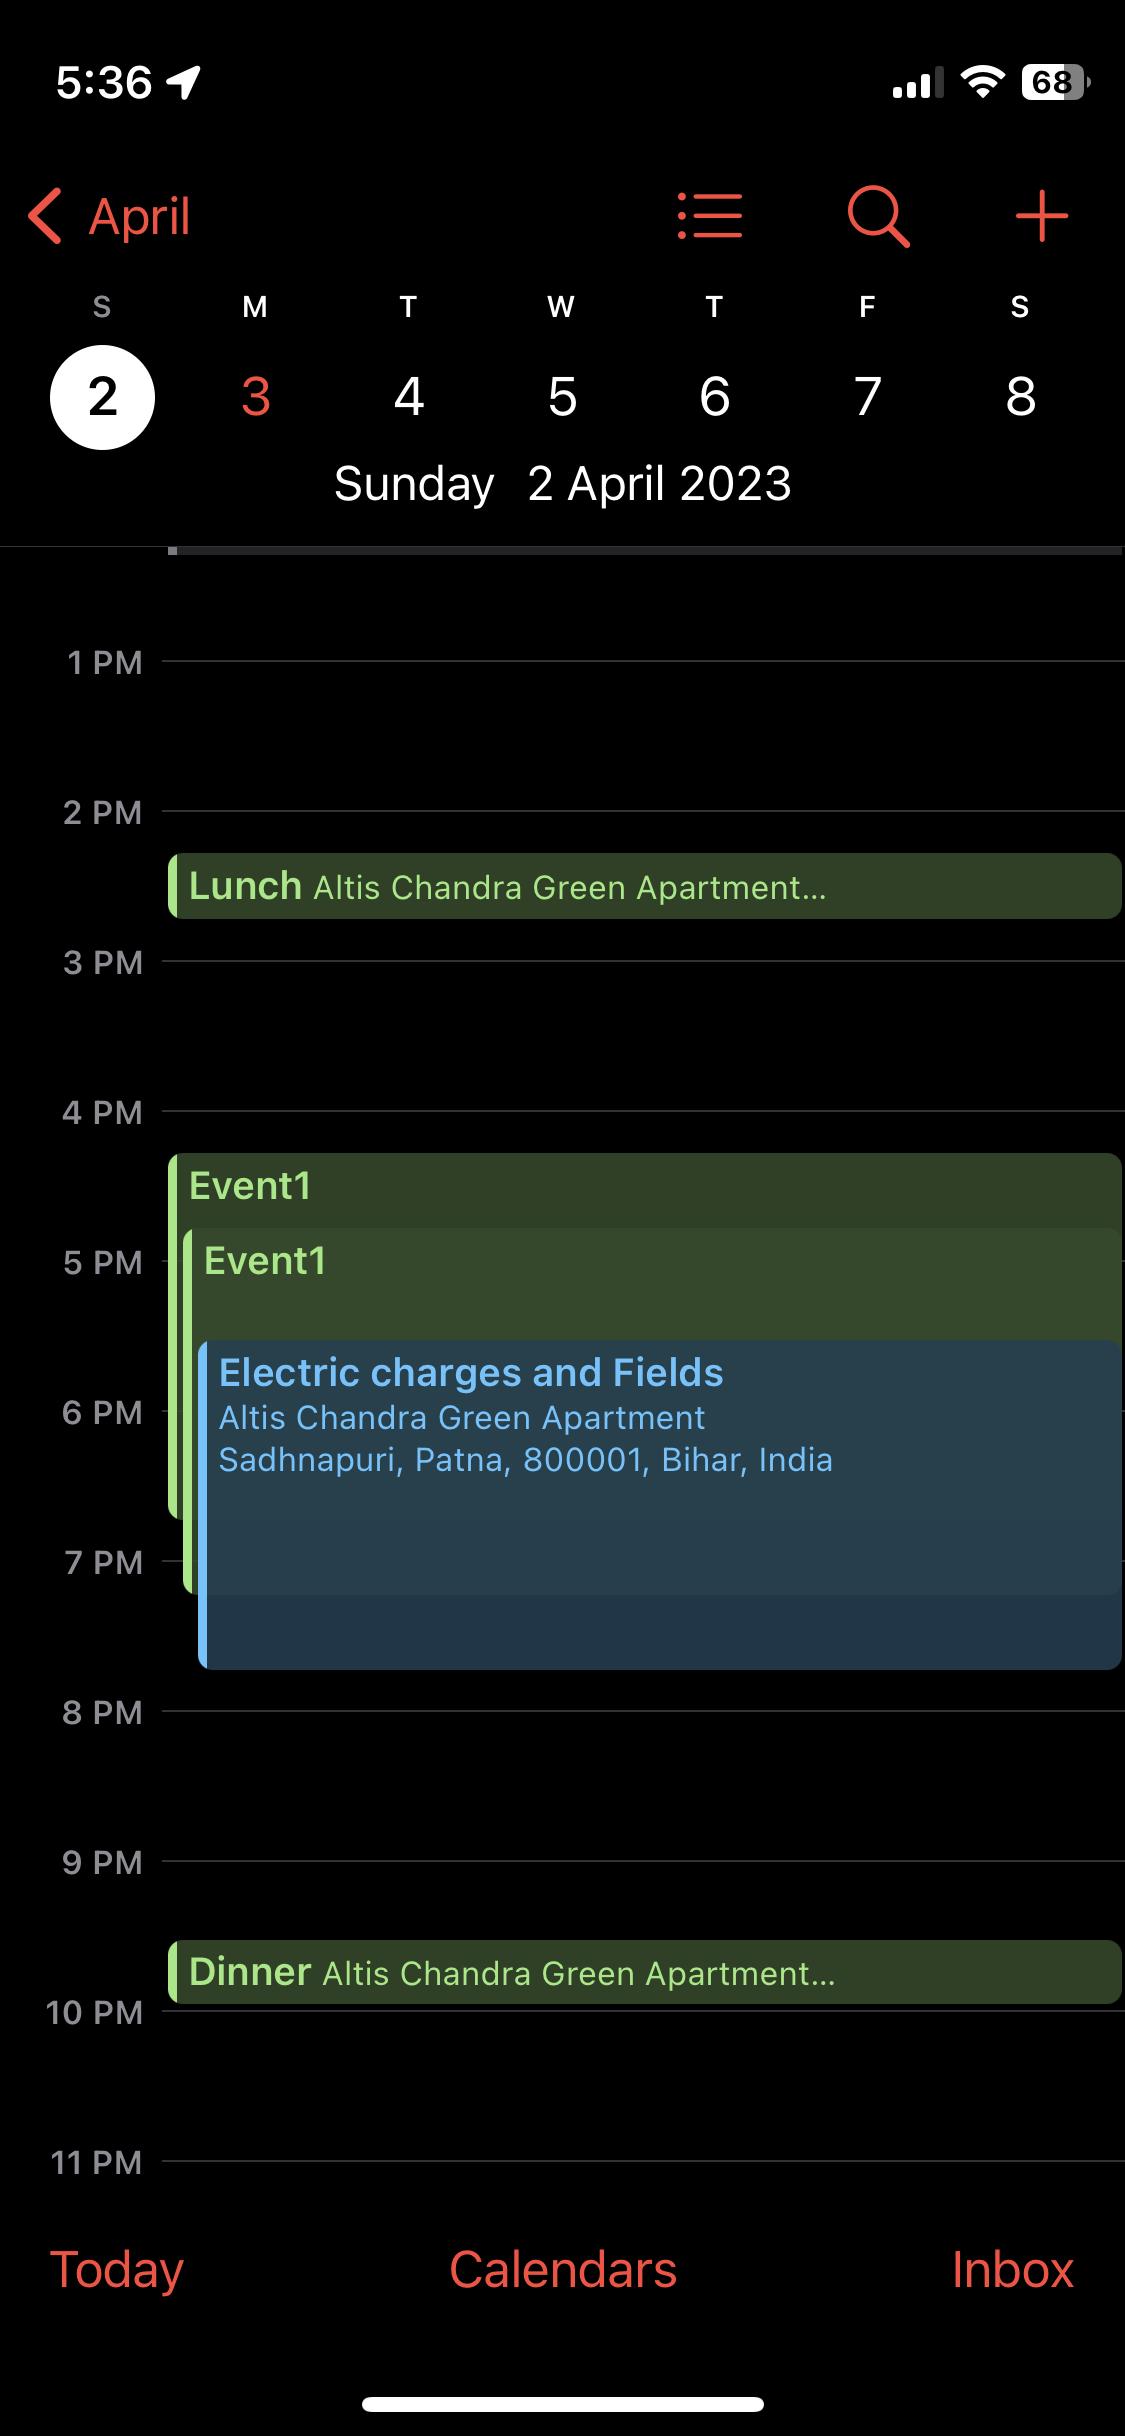 5:36
68
April
S M T W T F S
2 3 4 5 6 7 8
Sunday 2 April 2023
1 PM
2 PM
Lunch Altis Chandra Green Apartment...
3 PM
4 PM
Event1
Event1
5 PM
Electric charges and Fields
6 PM
Altis Chandra Green Apartment
Sadhnapuri, Patna, 800001, Bihar, India
7 PM
8 PM
9 PM
Dinner Altis Chandra Green Apartment...
10 PM
11 PM
Today Calendars Inbox